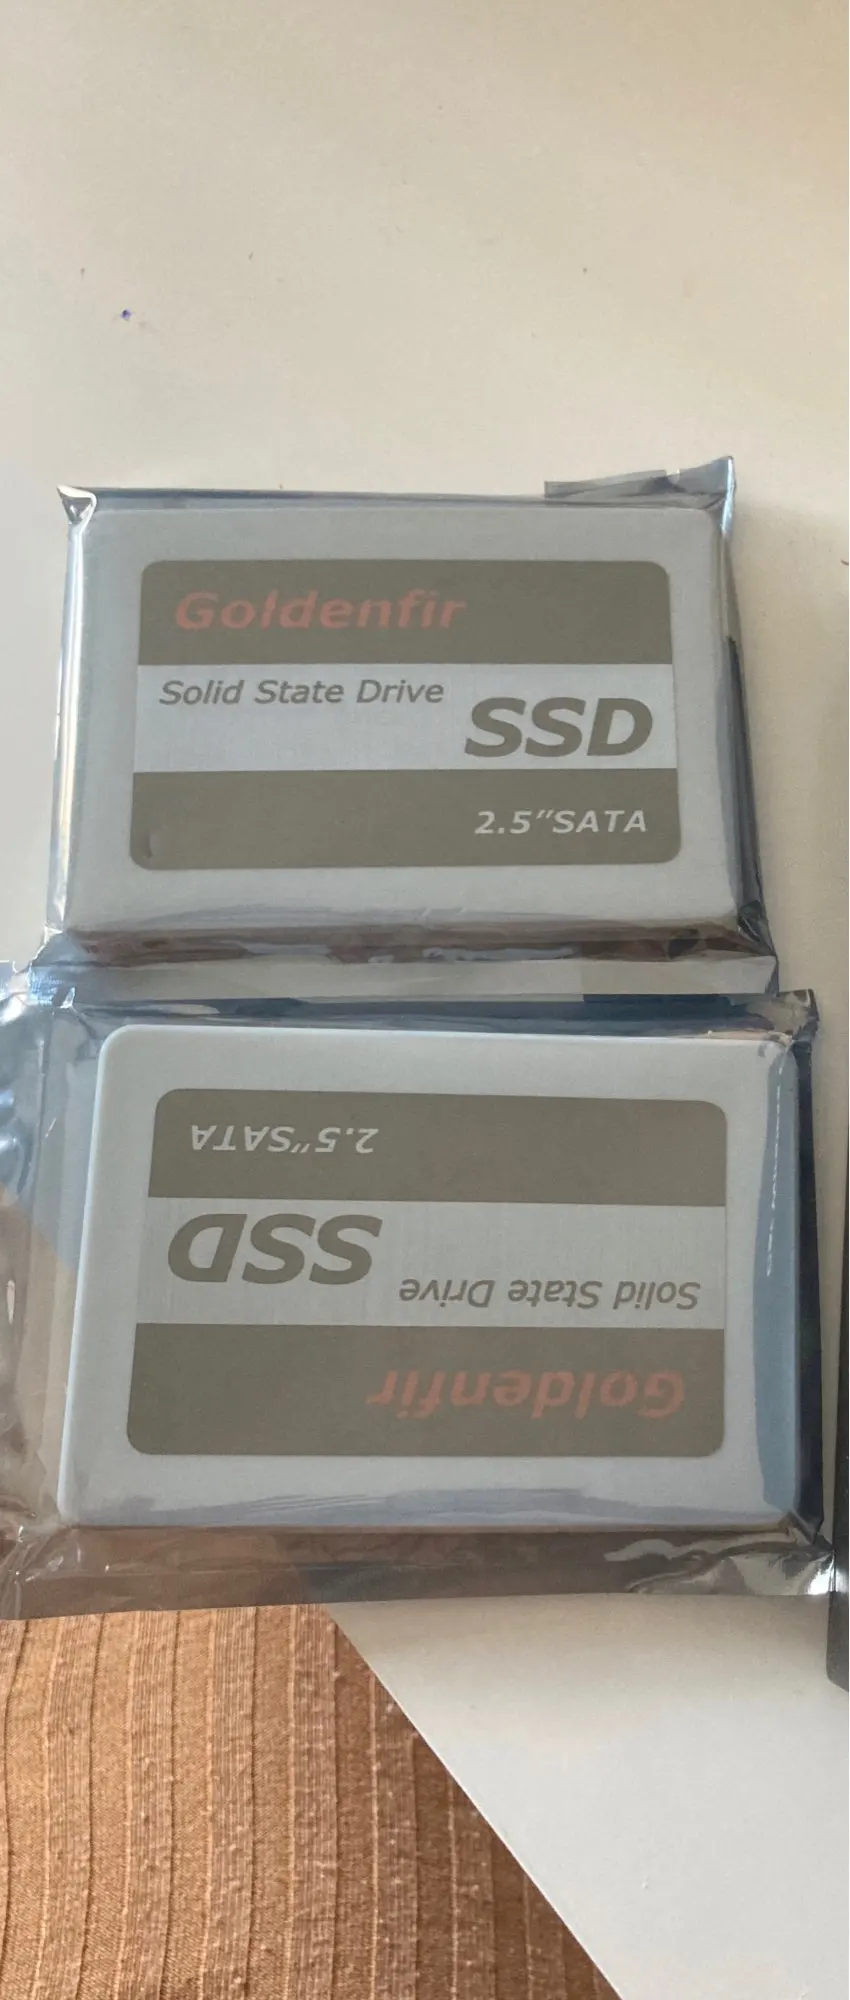 Goldenfir
Solid State Drive
SSD
2.5"SATA
2.5"SATA
SSD
Solid State Drive
Goldenfir